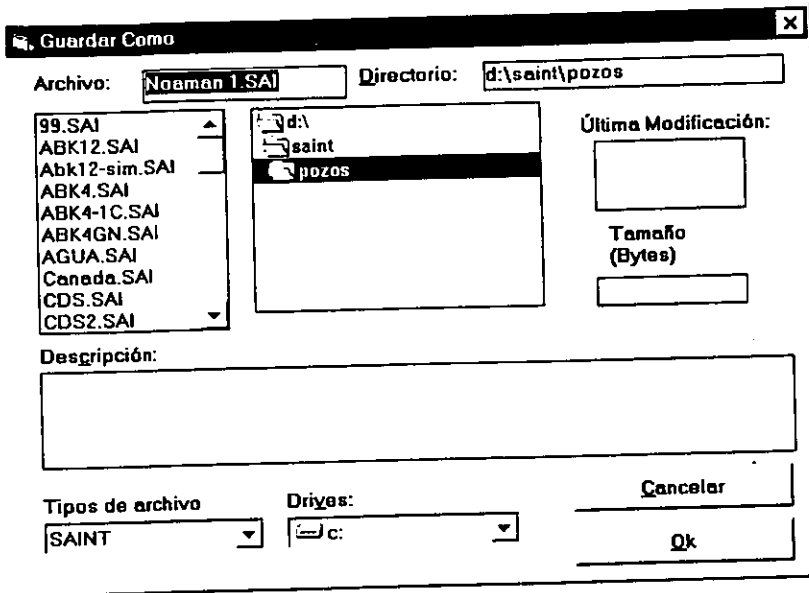 Guardar Como
Archivo: Noaman 1.SAI Directorio: d:\saint\pozos
99.SAI
ABK12.SAI
Abk12-sim.SAI
ABK4.SAI
ABK4-1C.SAI
ABK4GN.SAI
AGUA.SAI
Canada.SAI
CDS.SAI
CDS2.SAI
d:\
saint
pozos
Última Modificación:
Tamaño
(Bytes)
Descripción:
Tipos de archivo
SAINT
Drives:
c:
Cancelar
Ok